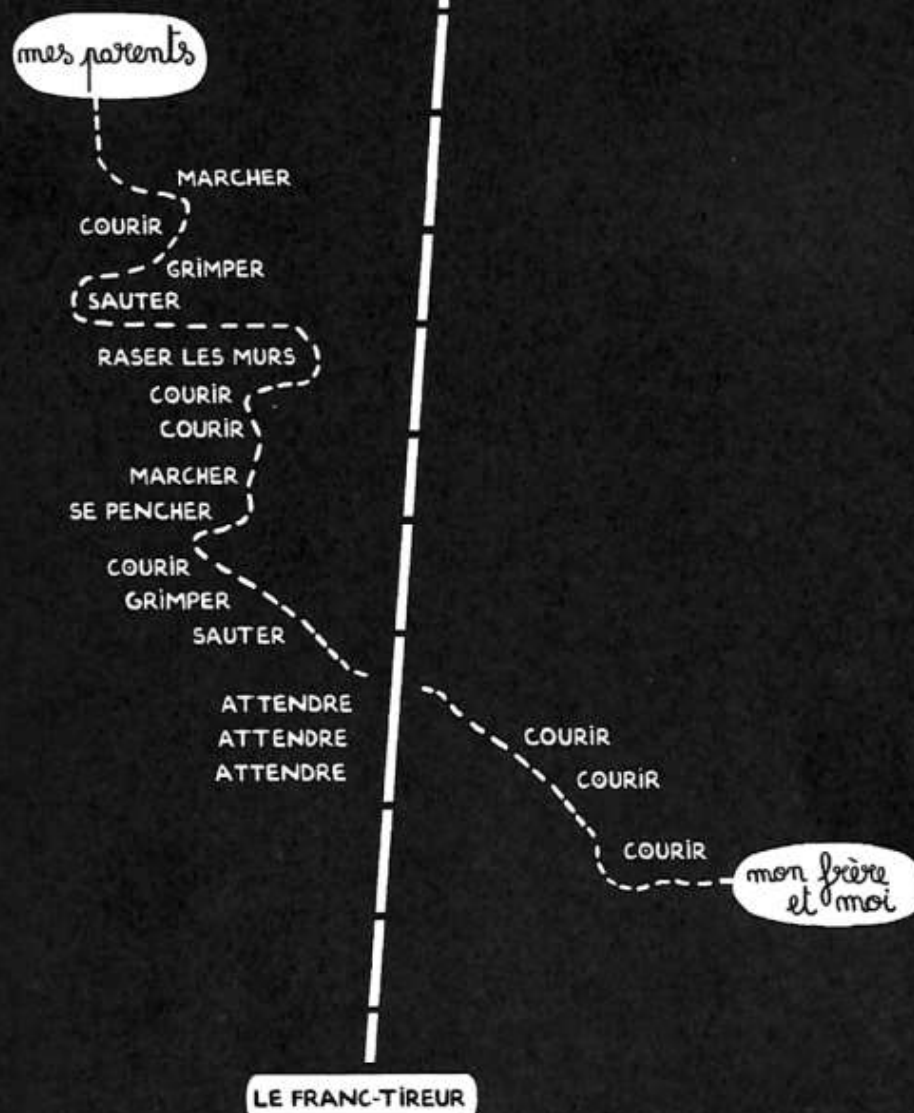 mes parents
MARCHER
COURIR
GRIMPER
SAUTER
RASER LES MURS
COURIR
COURIR
MARCHER
SE PENCHER
COURIR
GRIMPER
SAUTER
ATTENDRE
ATTENDRE
ATTENDRE
COURIR
COURIR
COURIR
mon frère
et moi
LE FRANC-TIREUR